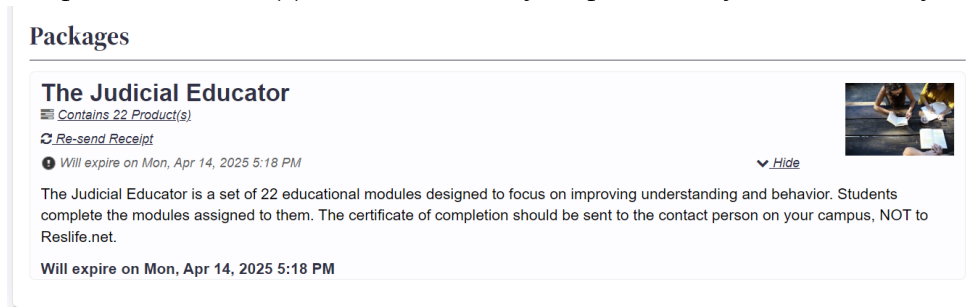 Packages
The Judicial Educator
Contains 22 Product(s)
Re-send Receipt
Will expire on Mon, Apr 14, 2025 5:18 PM
Hide
The Judicial Educator is a set of 22 educational modules designed to focus on improving understanding and behavior. Students
complete the modules assigned to them. The certificate of completion should be sent to the contact person on your campus, NOT to
Reslife.net.
Will expire on Mon, Apr 14, 2025 5:18 PM